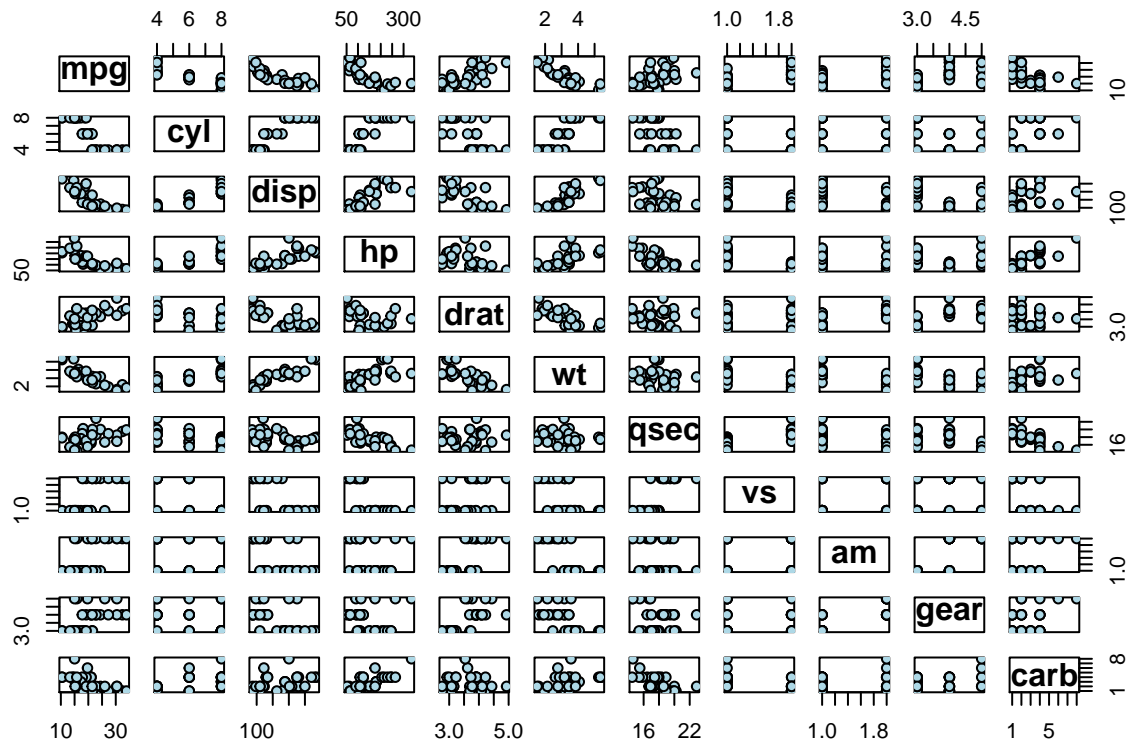 4 6 8 50 300 2 4 1.0 1.8 3.0 4.5
mpg 10
4 8 cyl
disp 100
50 hp
drat 3.0
2 wt
qsec 16
1.0 vs
am 1.0
3.0 gear
carb 1 8
10 30 100 3.0 5.0 16 22 1.0 1.8 1 5